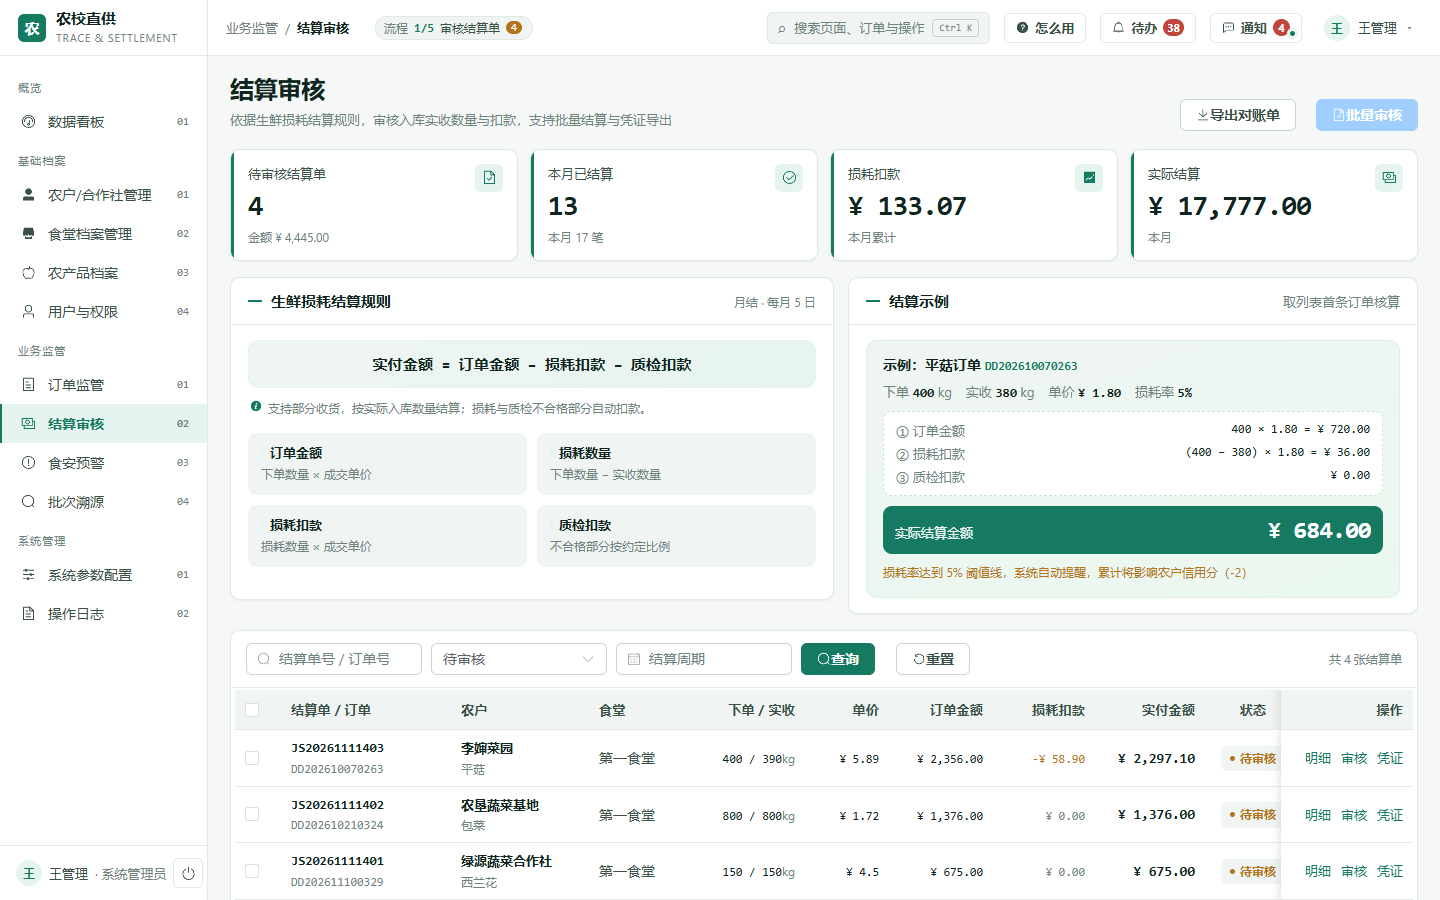 农
农校直供
TRACE & SETTLEMENT
业务监管 / 结算审核
流程 1/5 审核结算单 4
搜索页面、订单与操作 Ctrl K
怎么用
待办 38
通知 4
王 王管理
概览
数据看板 01
基础档案
农户/合作社管理 01
食堂档案管理 02
农产品档案 03
用户与权限 04
业务监管
订单监管 01
结算审核 02
食安预警 03
批次溯源 04
系统管理
系统参数配置 01
操作日志 02
王 王管理 · 系统管理员
结算审核
依据生鲜损耗结算规则，审核入库实收数量与扣款，支持批量结算与凭证导出
导出对账单
批量审核
待审核结算单
4
金额 ¥ 4,445.00
本月已结算
13
本月 17 笔
损耗扣款
¥ 133.07
本月累计
实际结算
¥ 17,777.00
本月
生鲜损耗结算规则
月结 · 每月 5 日
实付金额 = 订单金额 − 损耗扣款 − 质检扣款
支持部分收货，按实际入库数量结算；损耗与质检不合格部分自动扣款。
订单金额
下单数量 × 成交单价
损耗数量
下单数量 − 实收数量
损耗扣款
损耗数量 × 成交单价
质检扣款
不合格部分按约定比例
结算示例
取列表首条订单核算
示例：平菇订单 DD202610070263
下单 400 kg 实收 380 kg 单价 ¥ 1.80 损耗率 5%
① 订单金额 400 × 1.80 = ¥ 720.00
② 损耗扣款 (400 − 380) × 1.80 = ¥ 36.00
③ 质检扣款 ¥ 0.00
实际结算金额 ¥ 684.00
损耗率达到 5% 阈值线，系统自动提醒，累计将影响农户信用分（-2）
结算单号 / 订单号
待审核
结算周期
查询
重置
共 4 张结算单
结算单 / 订单 农户 食堂 下单 / 实收 单价 订单金额 损耗扣款 实付金额 状态 操作
JS20261111403 李婶菜园 第一食堂 400 / 390kg ¥ 5.89 ¥ 2,356.00 -¥ 58.90 ¥ 2,297.10 待审核 明细 审核 凭证
DD202610070263 平菇
JS20261111402 农垦蔬菜基地 第一食堂 800 / 800kg ¥ 1.72 ¥ 1,376.00 ¥ 0.00 ¥ 1,376.00 待审核 明细 审核 凭证
DD202610210324 包菜
JS20261111401 绿源蔬菜合作社 第一食堂 150 / 150kg ¥ 4.5 ¥ 675.00 ¥ 0.00 ¥ 675.00 待审核 明细 审核 凭证
DD202611100329 西兰花